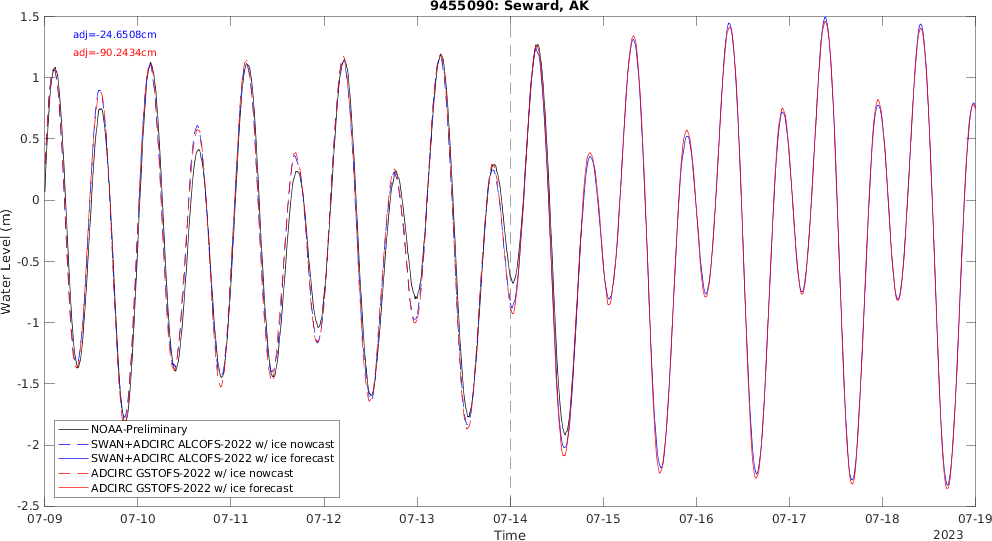 9455090: Seward, AK
adj=-24.6508cm
adj=-90.2434cm
1.5
1
0.5
0
-0.5
-1
-1.5
-2
-2.5
Water Level (m)
NOAA-Preliminary
SWAN+ADCIRC ALCOFS-2022 w/ ice nowcast
SWAN+ADCIRC ALCOFS-2022 w/ ice forecast
ADCIRC GSTOFS-2022 w/ ice nowcast
ADCIRC GSTOFS-2022 w/ ice forecast
07-09 07-10 07-11 07-12 07-13 07-14 07-15 07-16 07-17 07-18 07-19
Time
2023